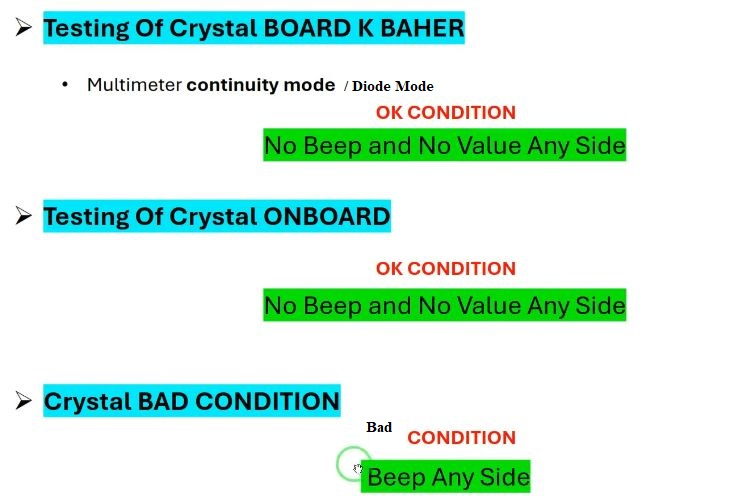 Testing Of Crystal BOARD K BAHER
Multimeter continuity mode / Diode Mode
OK CONDITION
No Beep and No Value Any Side
Testing Of Crystal ONBOARD
OK CONDITION
No Beep and No Value Any Side
Crystal BAD CONDITION
Bad CONDITION
Beep Any Side